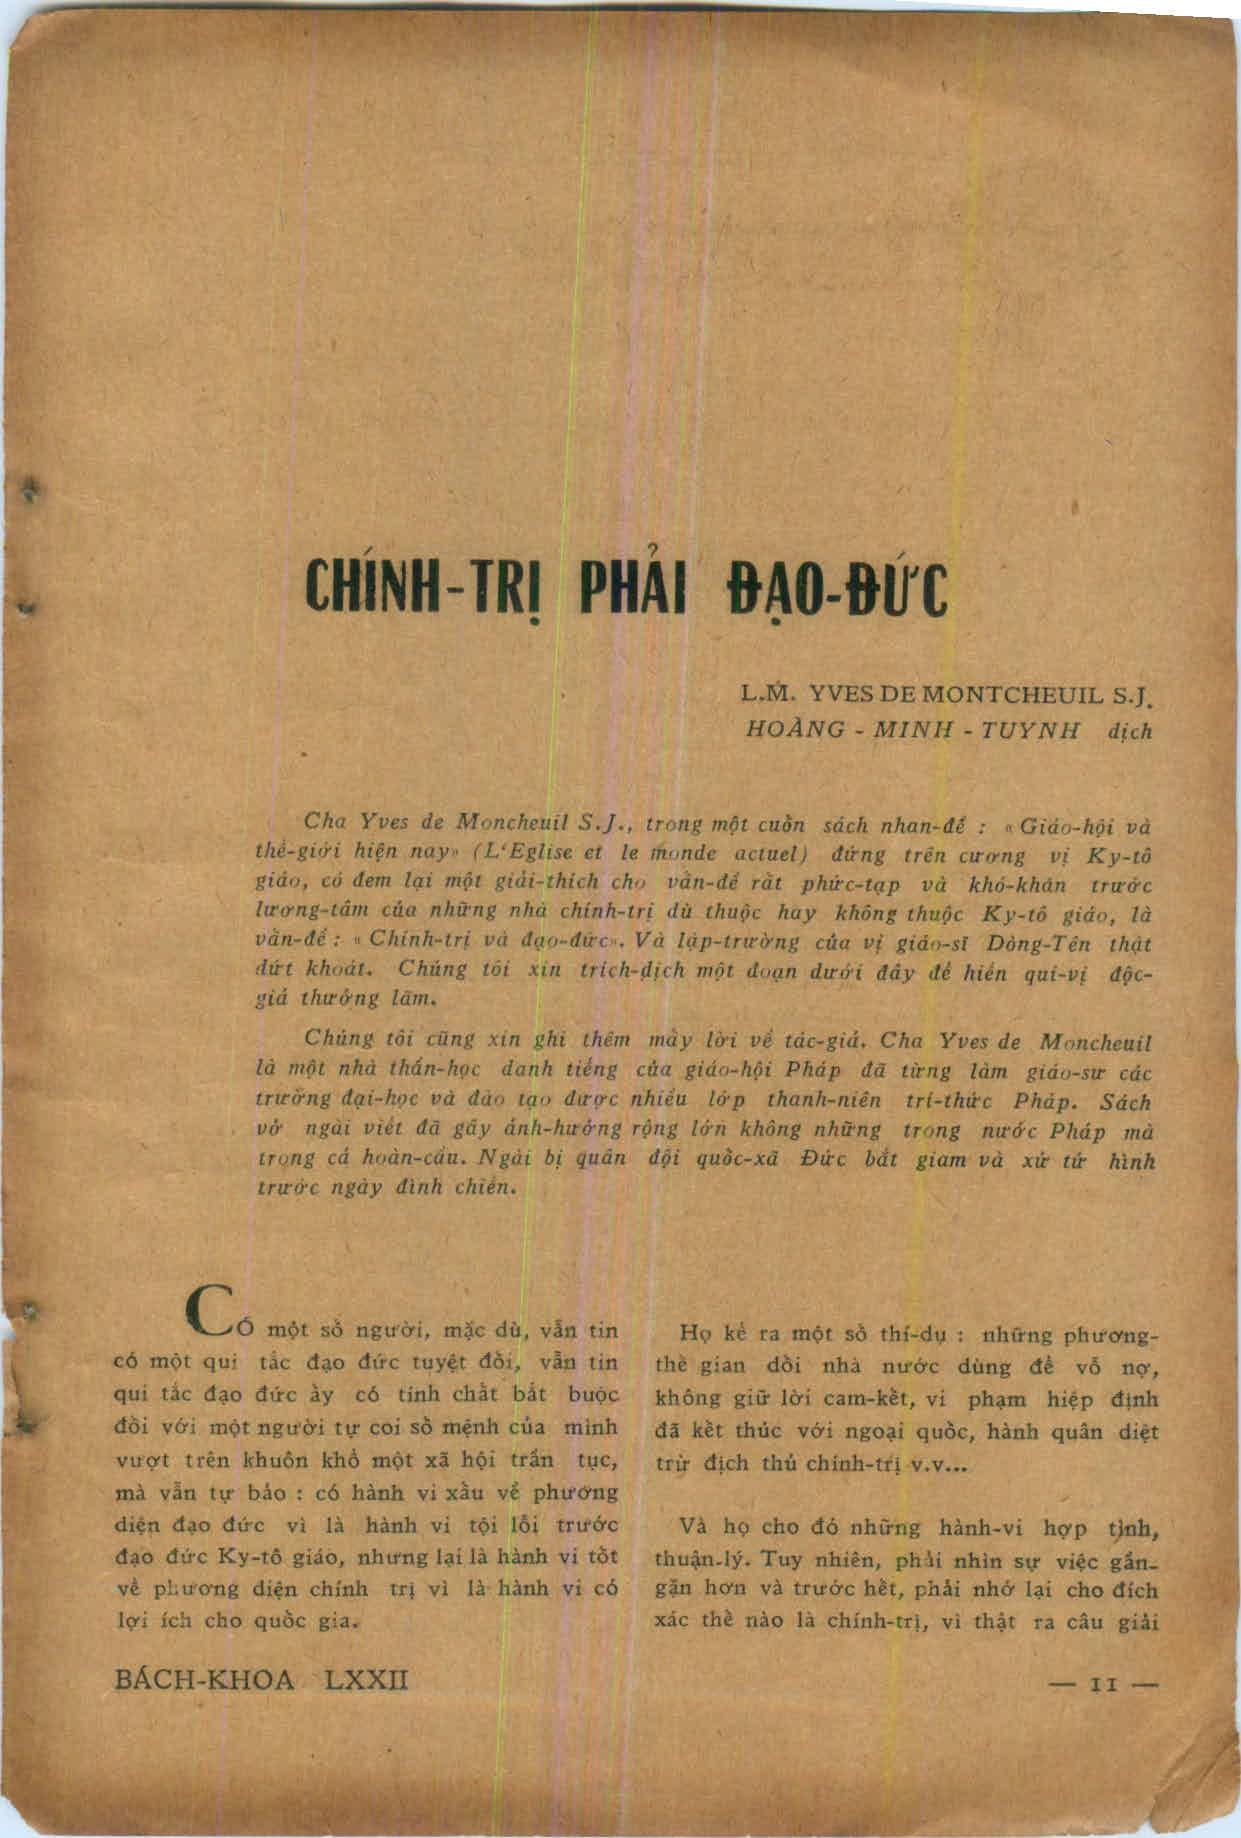 CHÍNH-TRỊ PHẢI ĐẠO-ĐỨC
L.M. YVES DE MONTCHEUIL S.J.
HOÀNG - MINH - TUYNH dịch
Cha Yves de Moncheuil S.J., trong một cuốn sách nhan-đề : « Giáo-hội và
thế-giới hiện nay» (L'Eglise et le monde actuel) đứng trên cương vị Ky-tô
giáo, có đem lại một giải-thích cho vấn-đề rất phức-tạp và khó-khăn trước
lương-tâm của những nhà chính-trị dù thuộc hay không thuộc Ky-tô giáo, là
vấn-đề : « Chính-trị và đạo-đức». Và lập-trường của vị giáo-sĩ Dòng-Tên thật
dứt khoát. Chúng tôi xin trích-dịch một đoạn dưới đây để hiến quí-vị độc-
giả thưởng lãm.
Chúng tôi cũng xin ghi thêm mấy lời về tác-giả. Cha Yves de Moncheuil
là một nhà thần-học danh tiếng của giáo-hội Pháp đã từng làm giáo-sư các
trường đại-học và đào tạo được nhiều lớp thanh-niên trí-thức Pháp. Sách
vở ngài viết đã gây ảnh-hưởng rộng lớn không những trong nước Pháp mà
trong cả hoàn-cầu. Ngài bị quân đội quốc-xã Đức bắt giam và xử tử hình
trước ngày đình chiến.
CÓ một số người, mặc dù, vẫn tin
có một qui tắc đạo đức tuyệt đối, vẫn tin
qui tắc đạo đức ấy có tính chất bắt buộc
đối với một người tự coi số mệnh của mình
vượt trên khuôn khổ một xã hội trần tục,
mà vẫn tự bảo : có hành vi xấu về phương
diện đạo đức vì là hành vi tội lỗi trước
đạo đức Ky-tô giáo, nhưng lại là hành vi tốt
về phương diện chính trị vì là hành vi có
lợi ích cho quốc gia.
Họ kể ra một số thí-dụ : những phương-
thế gian dối nhà nước dùng để vỗ nợ,
không giữ lời cam-kết, vi phạm hiệp định
đã kết thúc với ngoại quốc, hành quân diệt
trừ địch thủ chính-trị v.v...
Và họ cho đó những hành-vi hợp tình,
thuận-lý. Tuy nhiên, phải nhìn sự việc gần-
gặn hơn và trước hết, phải nhớ lại cho đích
xác thế nào là chính-trị, vì thật ra câu giải
BÁCH-KHOA LXXII
— 11 —